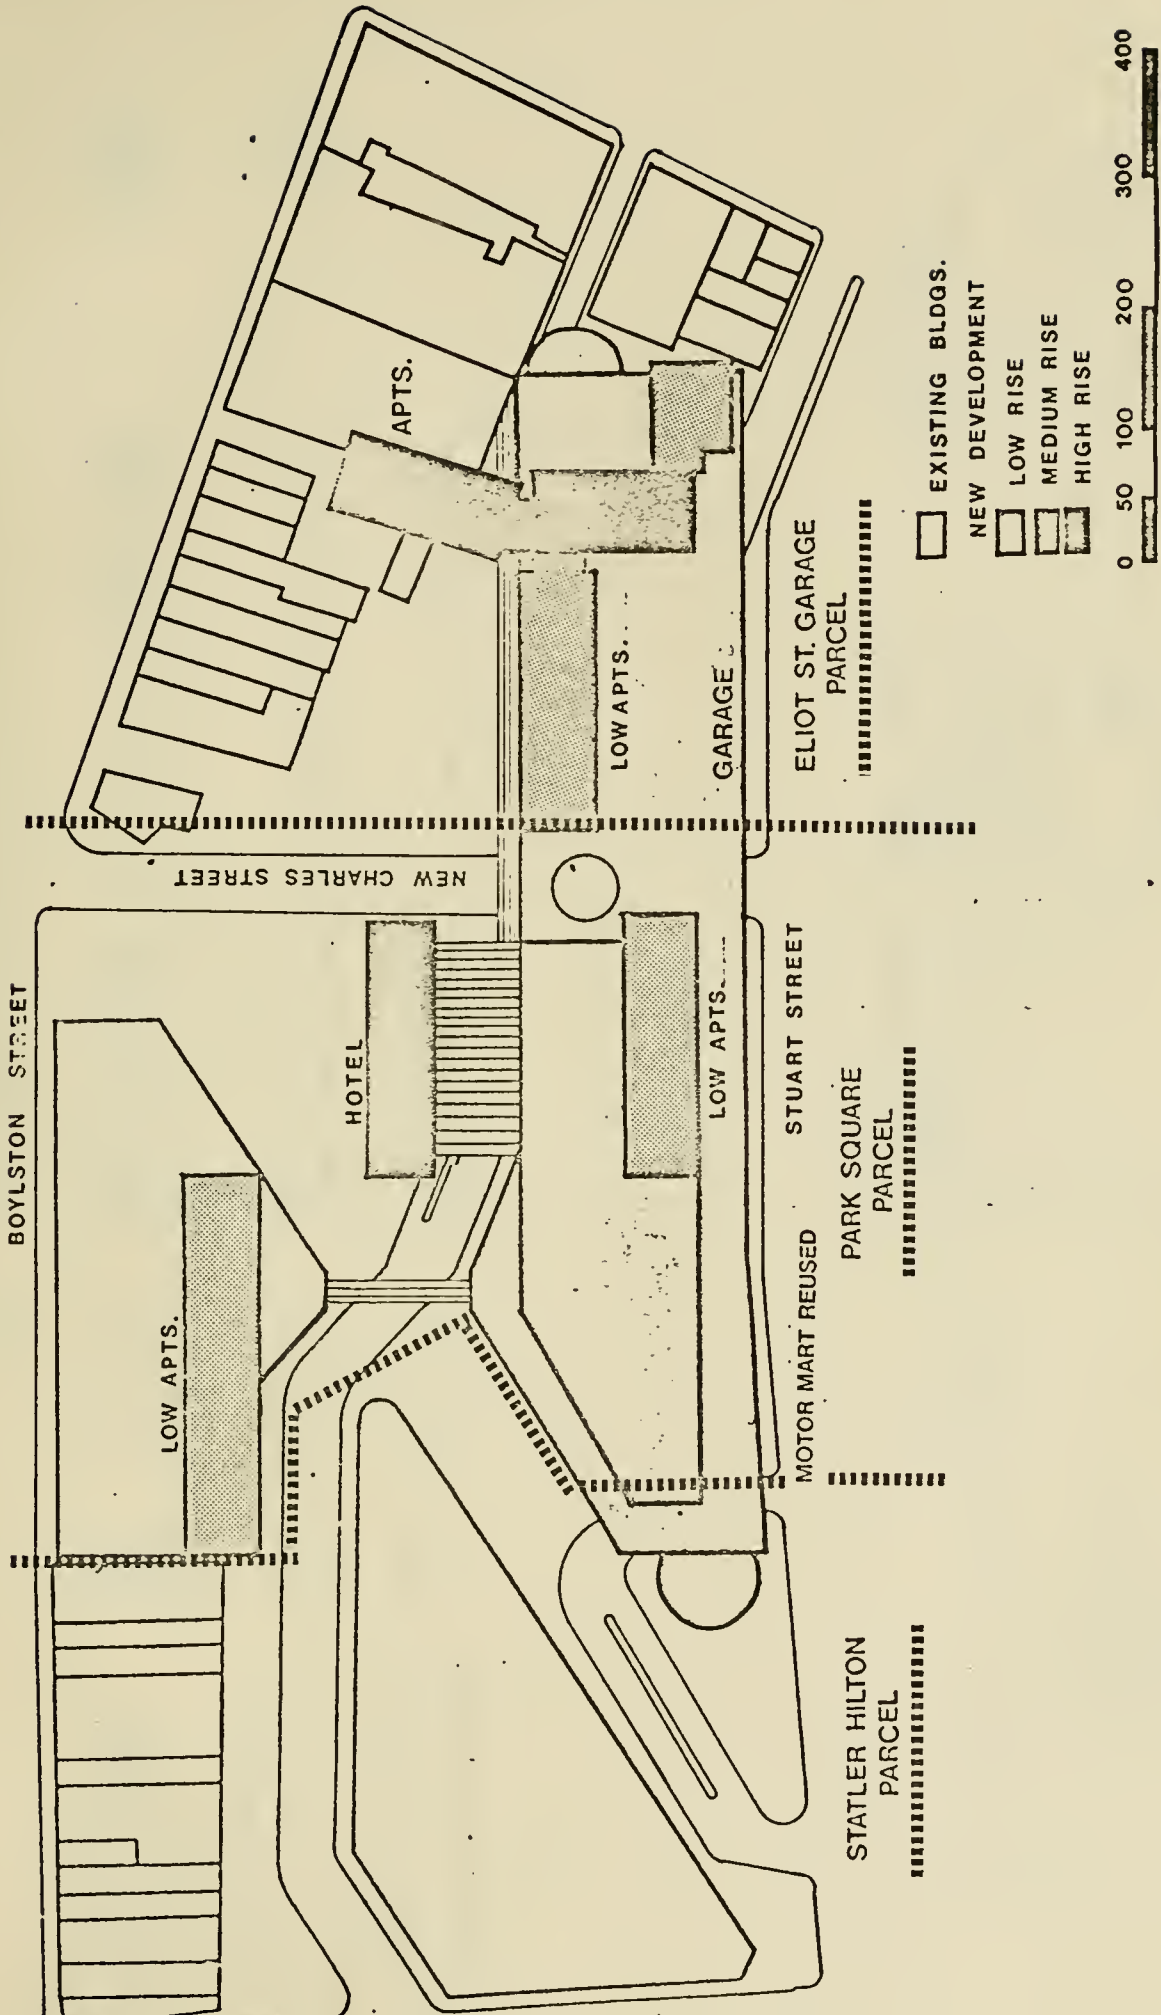 BOYLSTON STREET
NEW CHARLES STREET
APTS.
HOTEL
LOW APTS.
LOW APTS.
LOW APTS.
GARAGE
STUART STREET
MOTOR MART REUSED
STATLER HILTON
PARCEL
PARK SQUARE
PARCEL
ELIOT ST. GARAGE
PARCEL
EXISTING BLDGS.
NEW DEVELOPMENT
LOW RISE
MEDIUM RISE
HIGH RISE
0 50 100 200 300 400